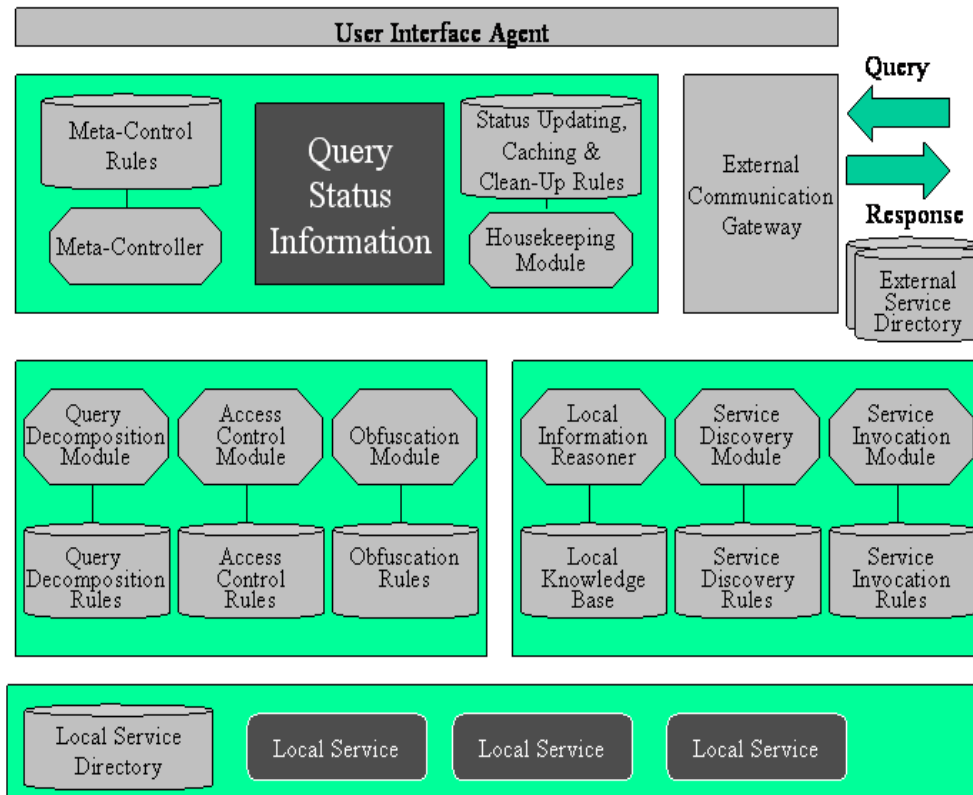 User Interface Agent
Query
Meta-Control
Rules
Meta-Controller
Query
Status
Information
Status Updating,
Caching &
Clean-Up Rules
Housekeeping
Module
External
Communication
Gateway
Response
External
Service
Directory
Query
Decomposition
Module
Access
Control
Module
Obfuscation Module
Local
Information
Reasoner
Service
Discovery
Module
Service
Invocation
Module
Query
Decomposition
Rules
Access
Control
Rules
Obfuscation
Rules
Local
Knowledge
Base
Service
Discovery
Rules
Service
Invocation
Rules
Local Service
Directory
Local Service
Local Service
Local Service